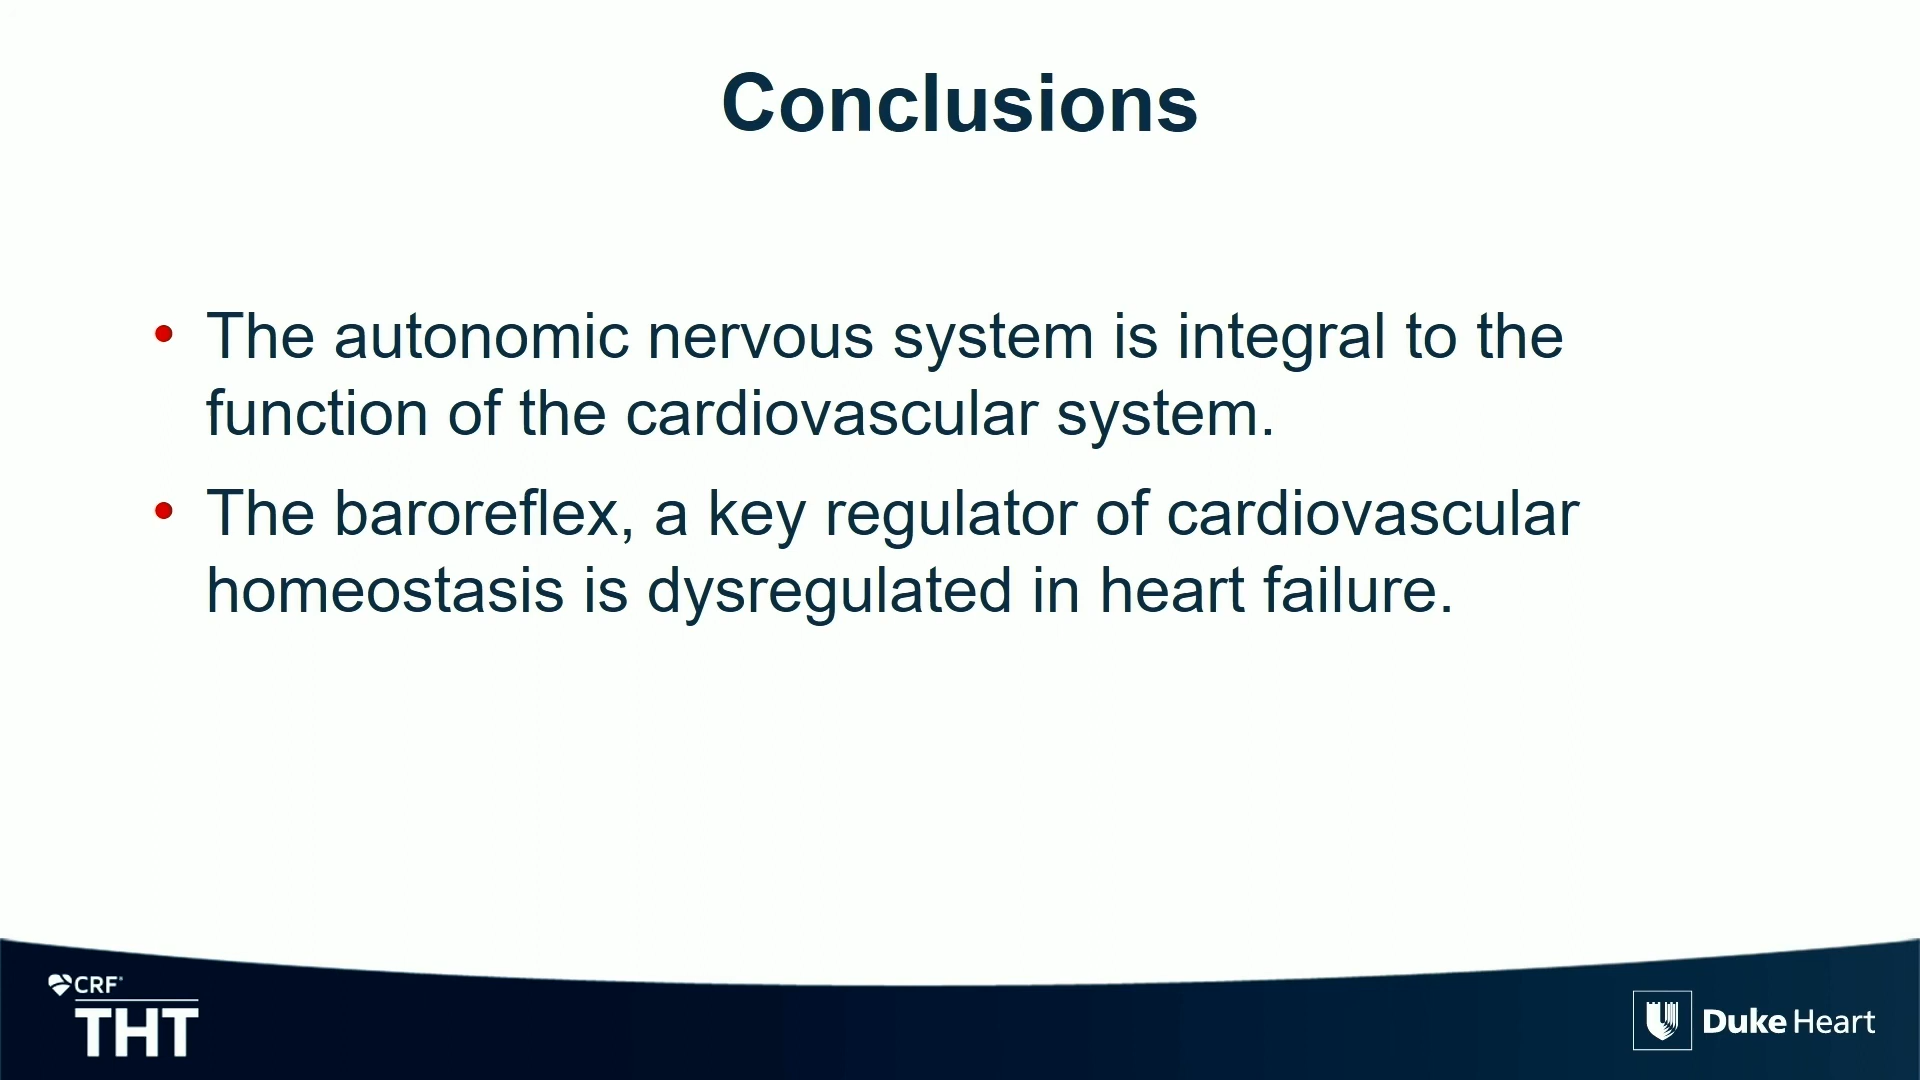 Conclusions
• The autonomic nervous system is integral to the
function of the cardiovascular system.
• The baroreflex, a key regulator of cardiovascular
homeostasis is dysregulated in heart failure.
CRF®
THT
Duke Heart